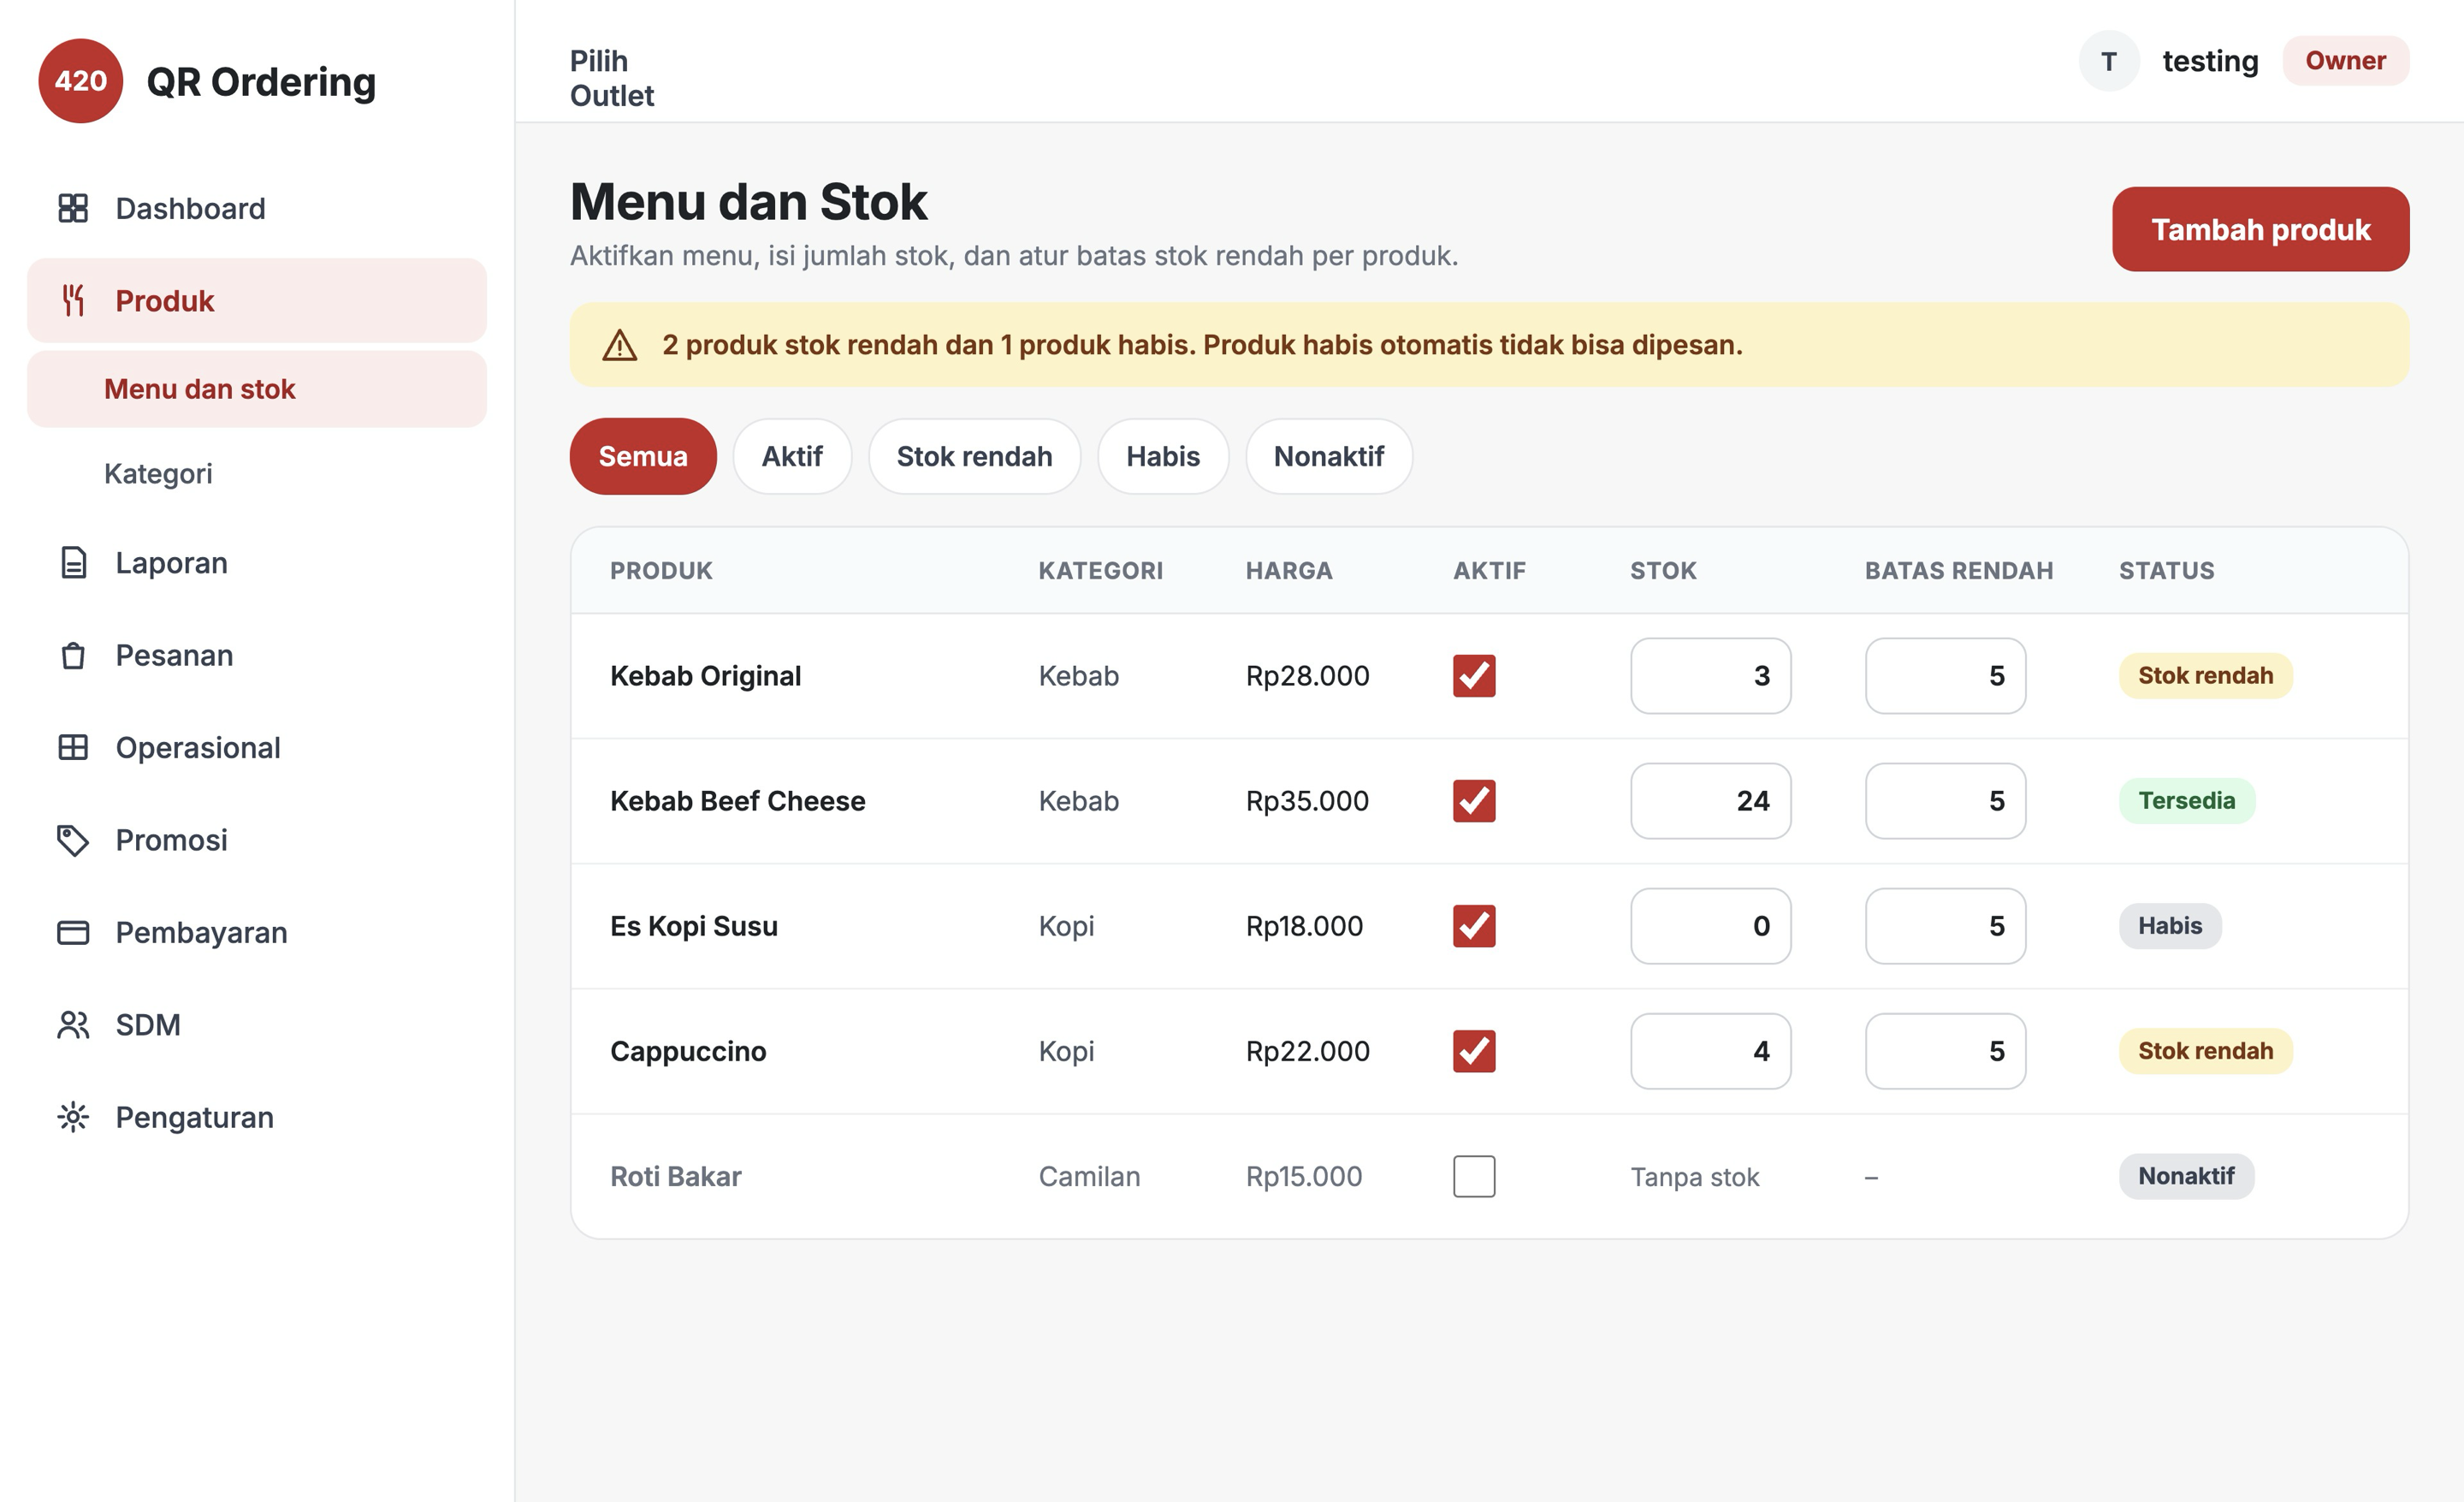 420 QR Ordering
Dashboard
Produk
Menu dan stok
Kategori
Laporan
Pesanan
Operasional
Promosi
Pembayaran
SDM
Pengaturan
Pilih
Outlet
T testing Owner
Menu dan Stok
Aktifkan menu, isi jumlah stok, dan atur batas stok rendah per produk.
Tambah produk
2 produk stok rendah dan 1 produk habis. Produk habis otomatis tidak bisa dipesan.
Semua Aktif Stok rendah Habis Nonaktif
PRODUK KATEGORI HARGA AKTIF STOK BATAS RENDAH STATUS
Kebab Original Kebab Rp28.000 3 5 Stok rendah
Kebab Beef Cheese Kebab Rp35.000 24 5 Tersedia
Es Kopi Susu Kopi Rp18.000 0 5 Habis
Cappuccino Kopi Rp22.000 4 5 Stok rendah
Roti Bakar Camilan Rp15.000 Tanpa stok – Nonaktif